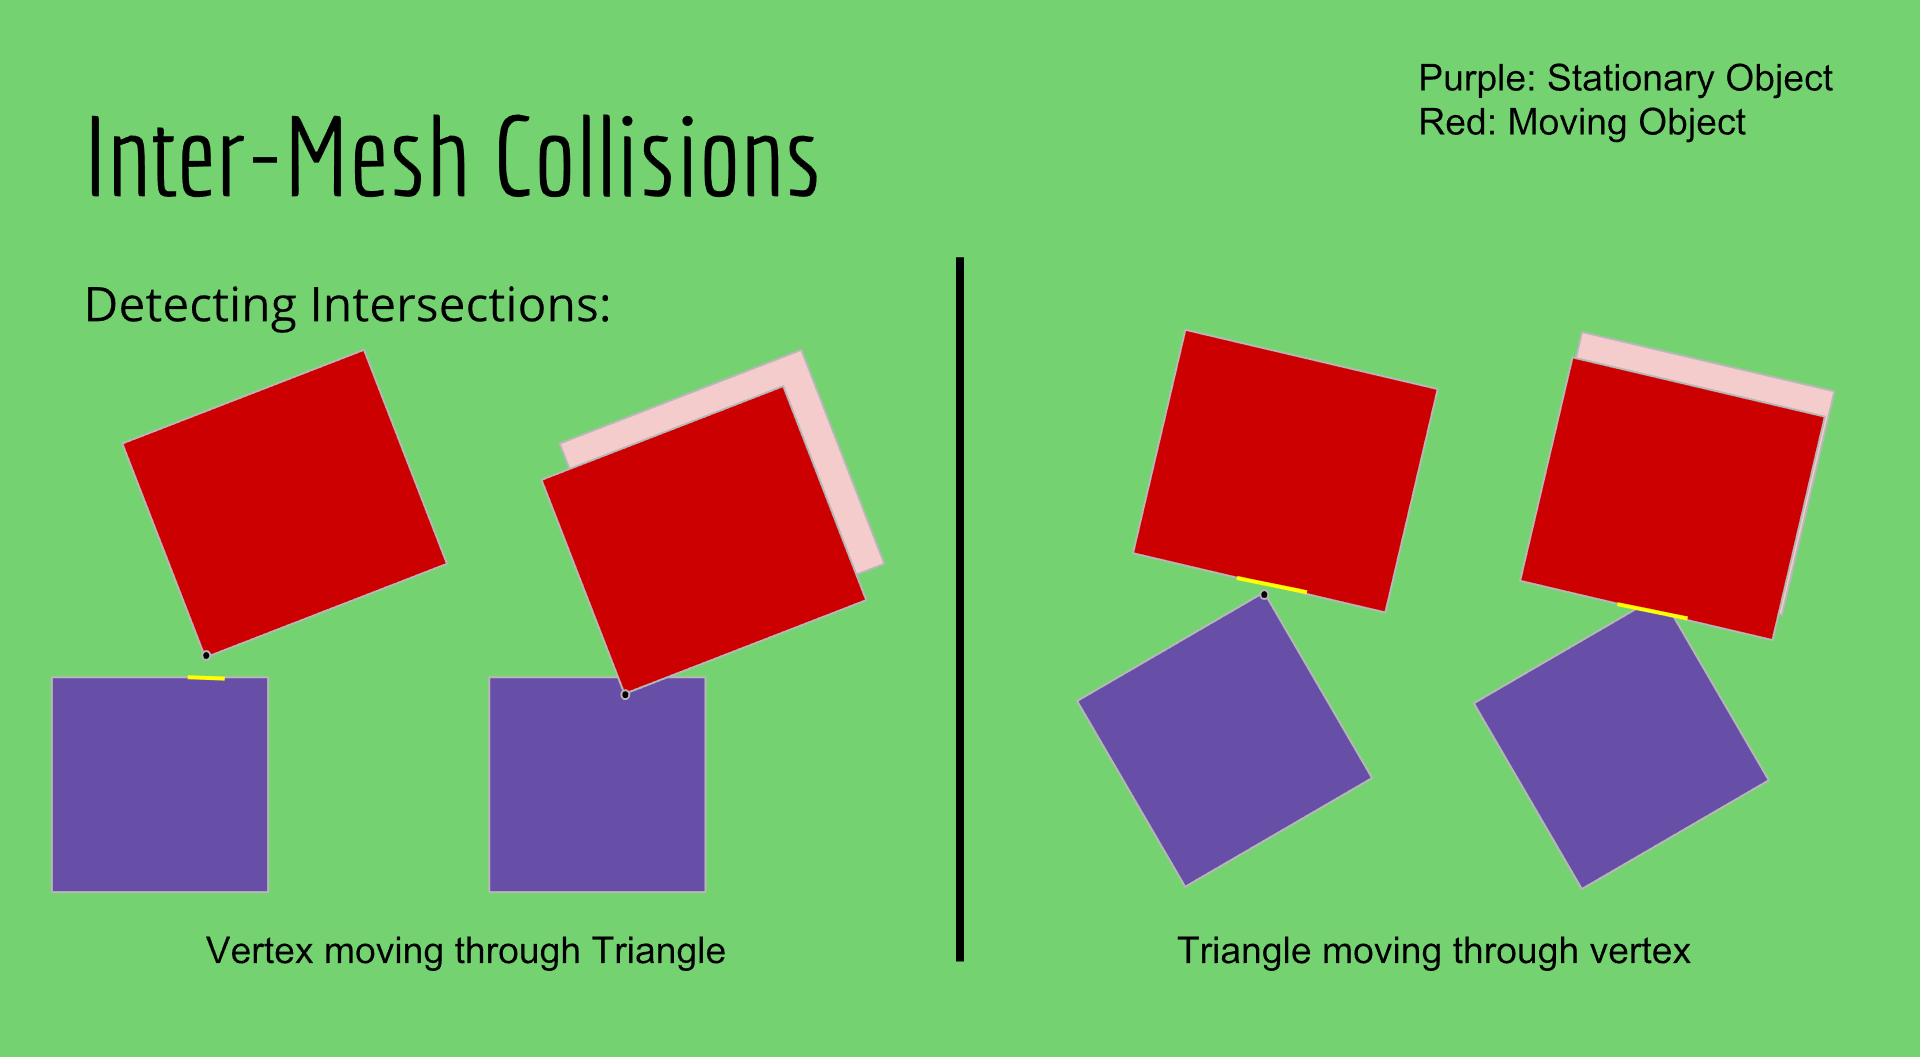 Purple: Stationary Object
Red: Moving Object
Inter-Mesh Collisions
Detecting Intersections:
Vertex moving through Triangle
Triangle moving through vertex